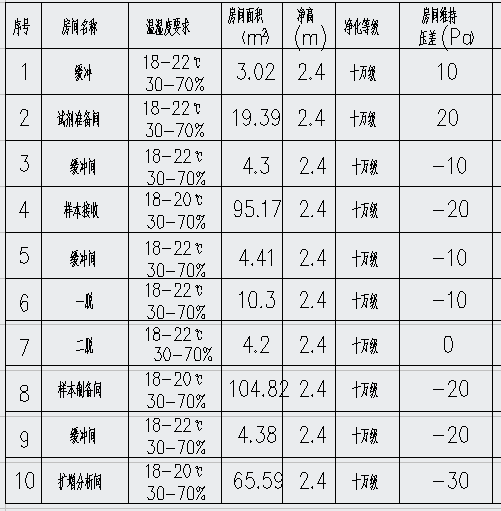 序号 房间名称 温湿度要求 房间面积(m²) 净高(m) 净化等级 房间维持压差(Pa)
1 缓冲 18-22℃ 30-70% 3.02 2.4 十万级 10
2 试剂准备间 18-22℃ 30-70% 19.39 2.4 十万级 20
3 缓冲间 18-22℃ 30-70% 4.3 2.4 十万级 -10
4 样本接收 18-20℃ 30-70% 95.17 2.4 十万级 -20
5 缓冲间 18-22℃ 30-70% 4.41 2.4 十万级 -10
6 一脱 18-22℃ 30-70% 10.3 2.4 十万级 -10
7 二脱 18-22℃ 30-70% 4.2 2.4 十万级 0
8 样本制备间 18-20℃ 30-70% 104.82 2.4 十万级 -20
9 缓冲间 18-22℃ 30-70% 4.38 2.4 十万级 -20
10 扩增分析间 18-20℃ 30-70% 65.59 2.4 十万级 -30